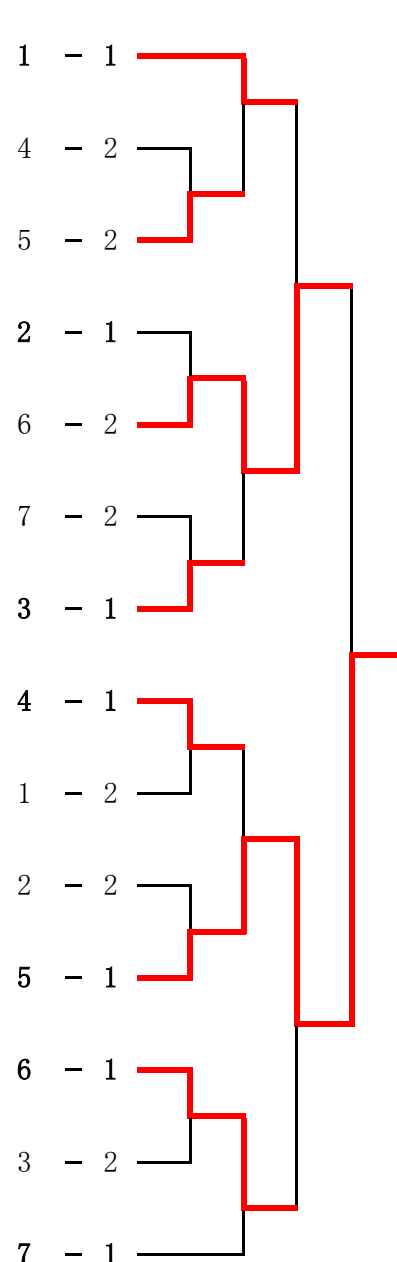 1 － 1
4 － 2
5 － 2
2 － 1
6 － 2
7 － 2
3 － 1
4 － 1
1 － 2
2 － 2
5 － 1
6 － 1
3 － 2
7 － 1